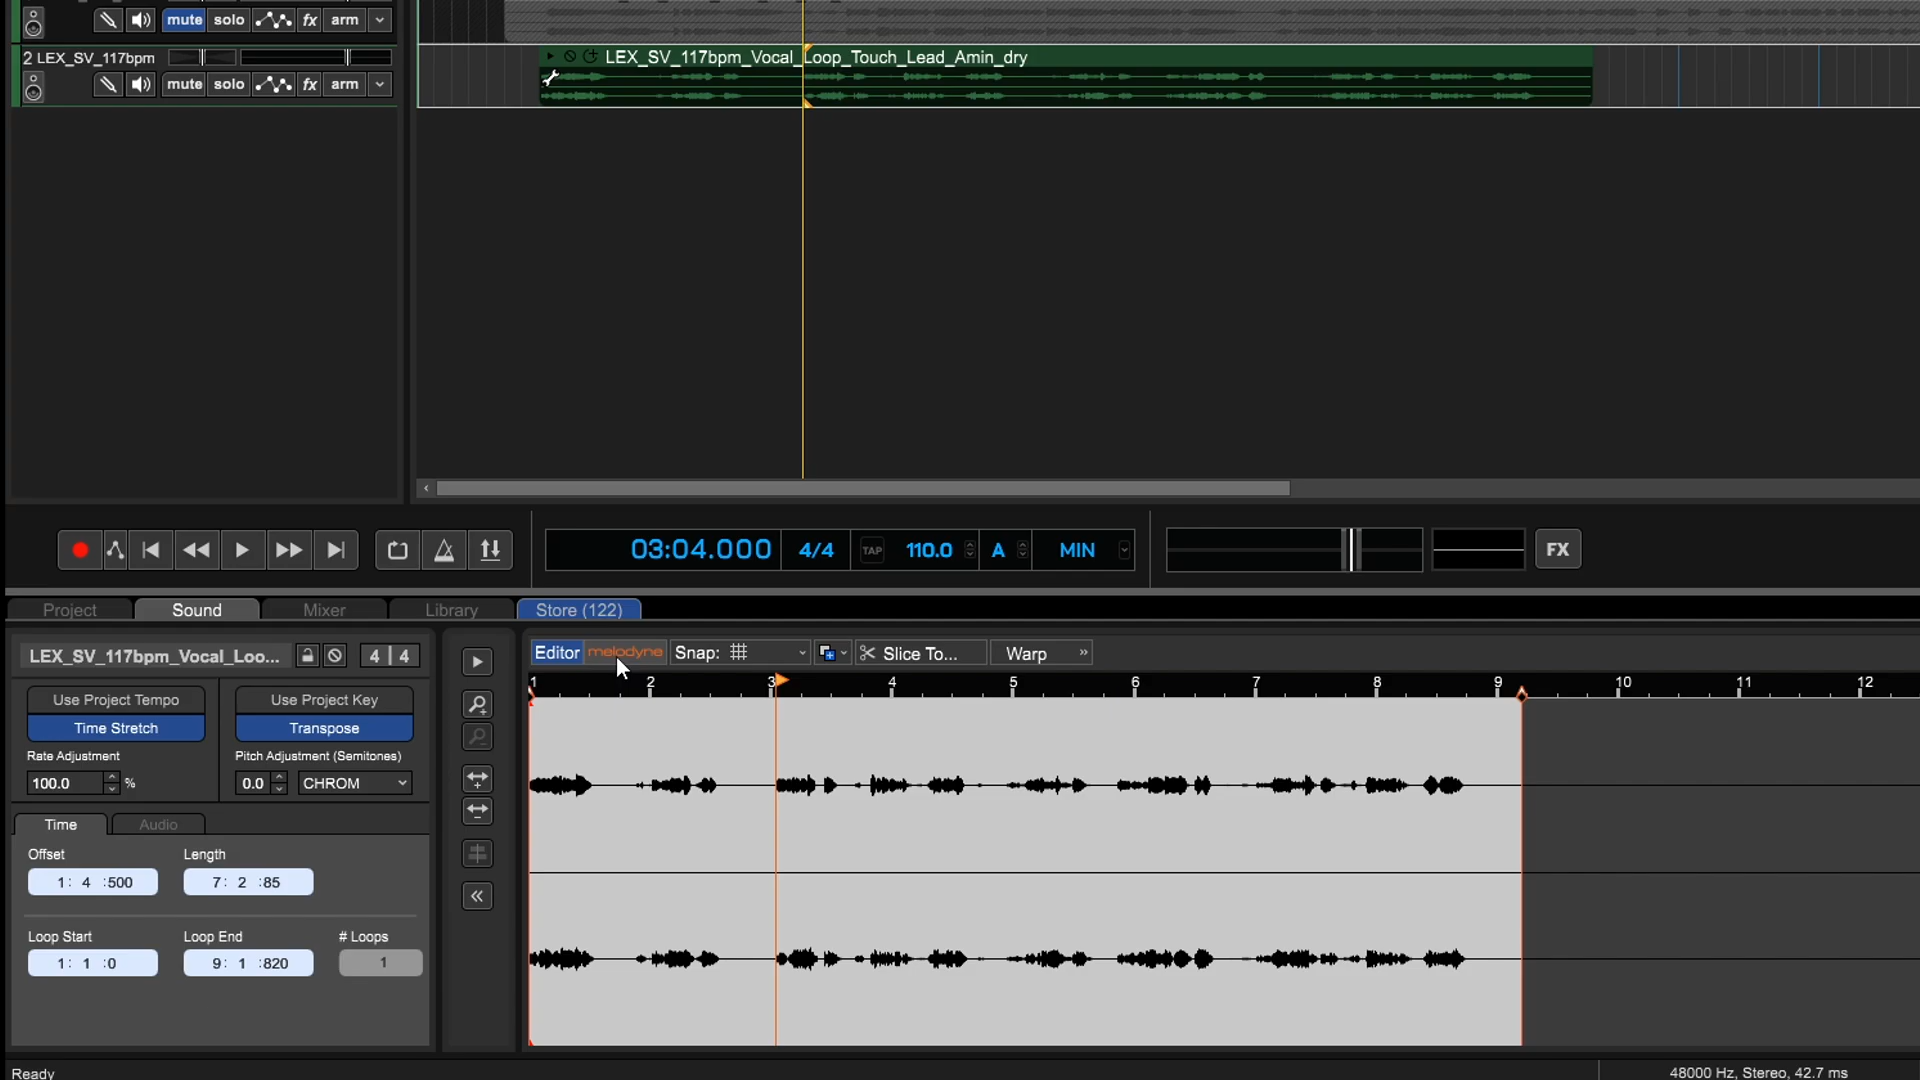 mute solo fx arm
2 LEX_SV_117bpm
mute solo fx arm
LEX_SV_117bpm_Vocal_Loop_Touch_Lead_Amin_dry
03:04.000 4/4 TAP 110.0 A MIN
FX
Project Sound Mixer Library Store (122)
LEX_SV_117bpm_Vocal_Loo... 4 | 4
Editor melodyne Snap: Slice To... Warp »
1 2 3 4 5 6 7 8 9 10 11 12
Use Project Tempo Use Project Key
Time Stretch Transpose
Rate Adjustment Pitch Adjustment (Semitones)
100.0 % 0.0 CHROM
Time Audio
Offset Length
1: 4 :500 7: 2 :85
Loop Start Loop End # Loops
1: 1 :0 9: 1 :820 1
Ready 48000 Hz, Stereo, 42.7 ms